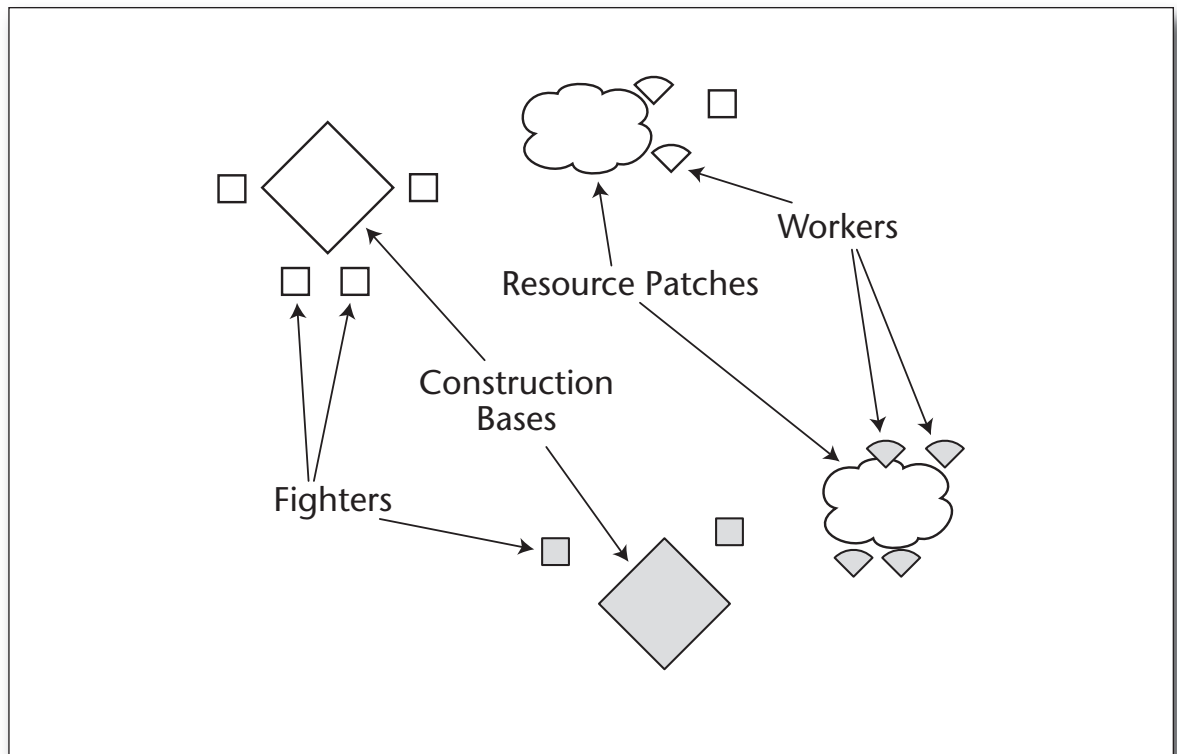 Workers
Resource Patches
Construction
Bases
Fighters